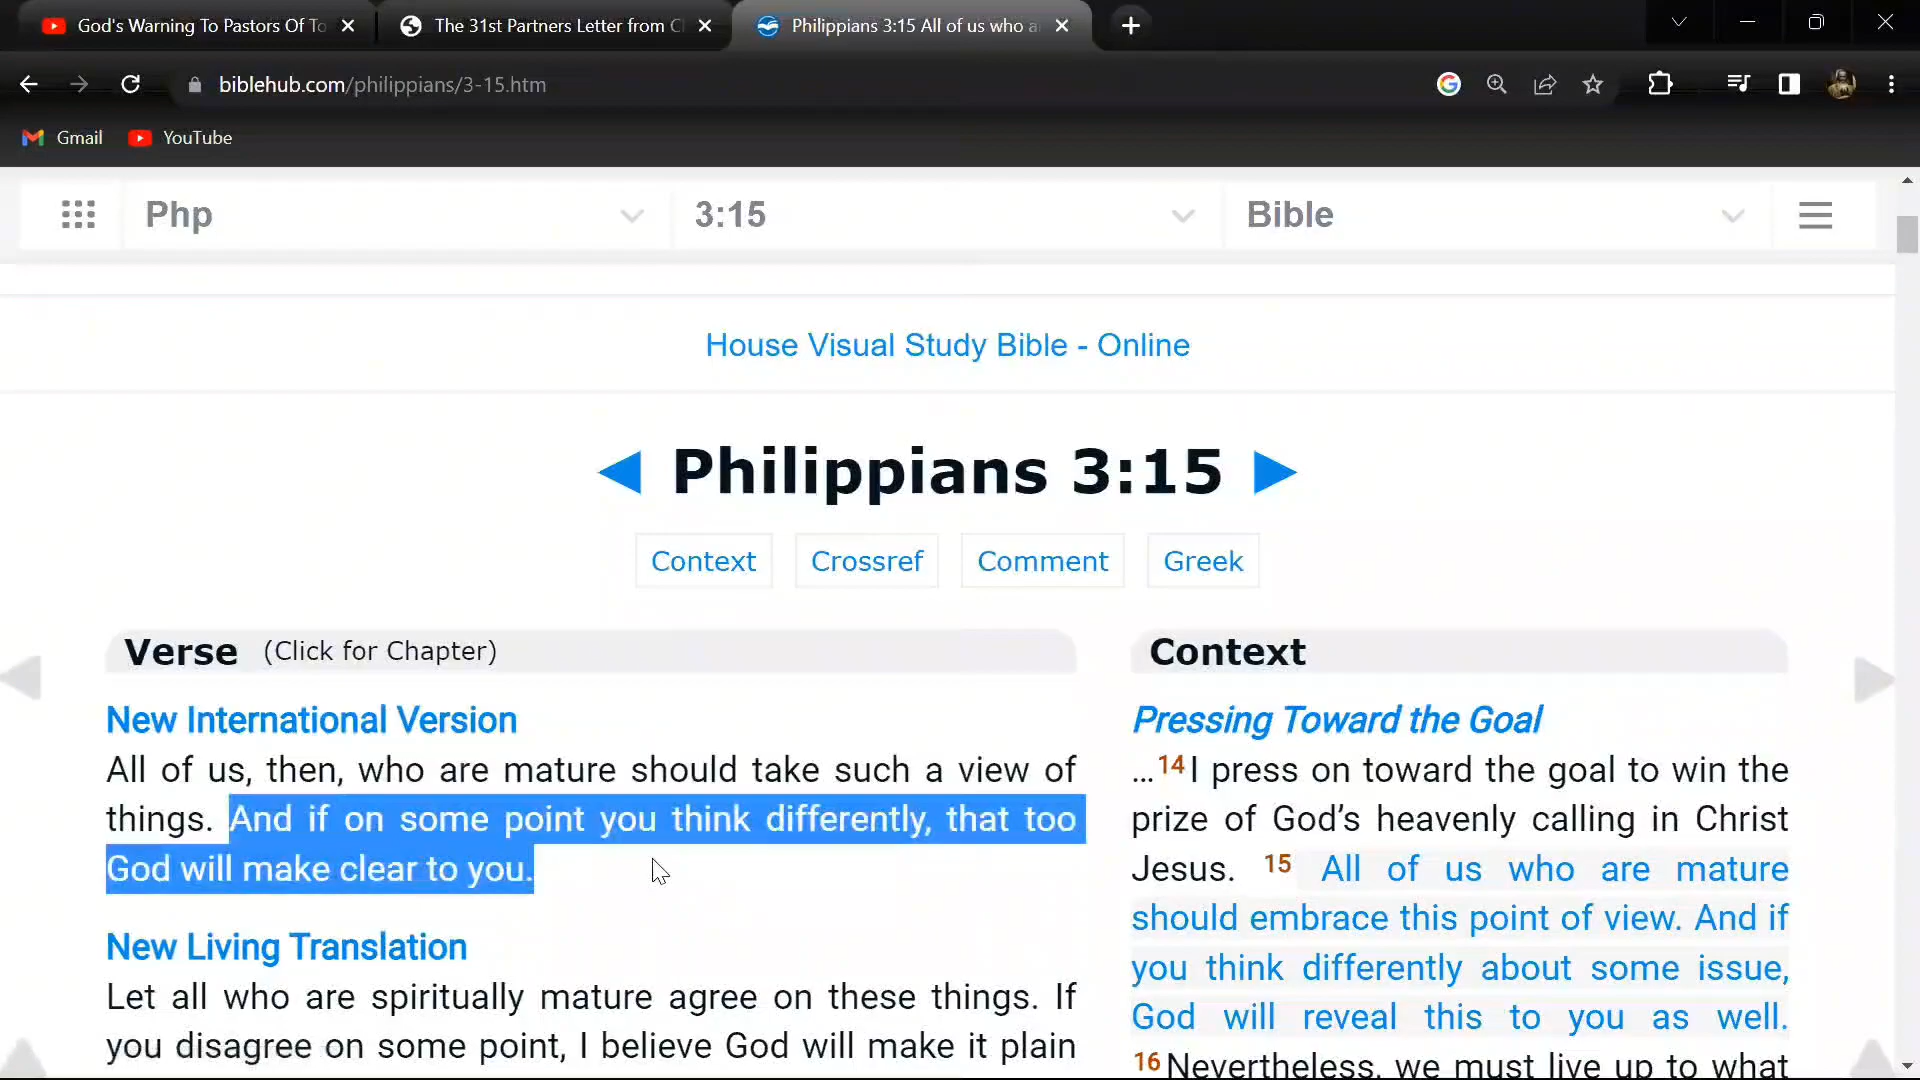 God's Warning To Pastors Of To
The 31st Partners Letter from C
Philippians 3:15 All of us who a
biblehub.com/philippians/3-15.htm
Gmail
YouTube
Php
3:15
Bible
House Visual Study Bible - Online
Philippians 3:15
Context
Crossref
Comment
Greek
Verse (Click for Chapter)
New International Version
All of us, then, who are mature should take such a view of
things. And if on some point you think differently, that too
God will make clear to you.
New Living Translation
Let all who are spiritually mature agree on these things. If
you disagree on some point, I believe God will make it plain
Context
Pressing Toward the Goal
...14I press on toward the goal to win the
prize of God’s heavenly calling in Christ
Jesus. 15 All of us who are mature
should embrace this point of view. And if
you think differently about some issue,
God will reveal this to you as well.
16Nevertheless, we must live up to what